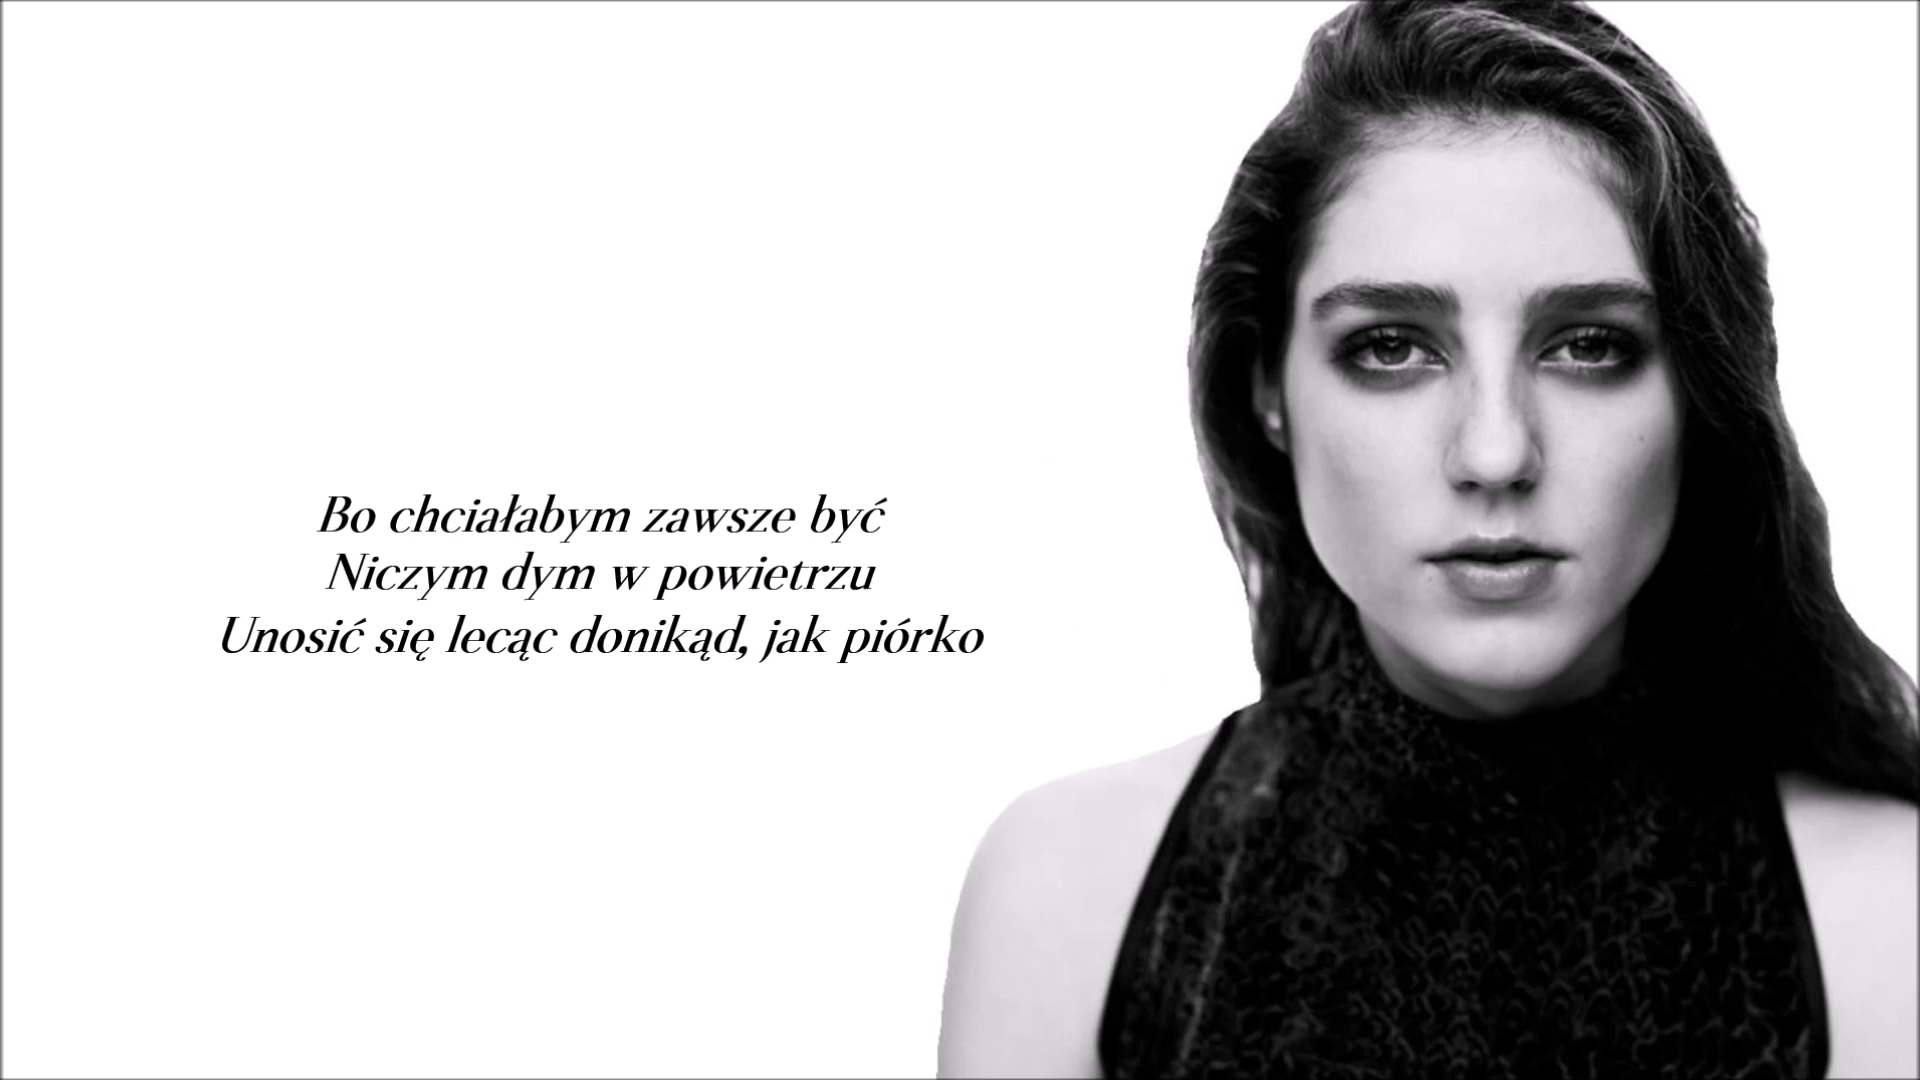 Bo chciałabym zawsze być
Niczym dym w powietrzu
Unosić się lecąc donikąd, jak piórko